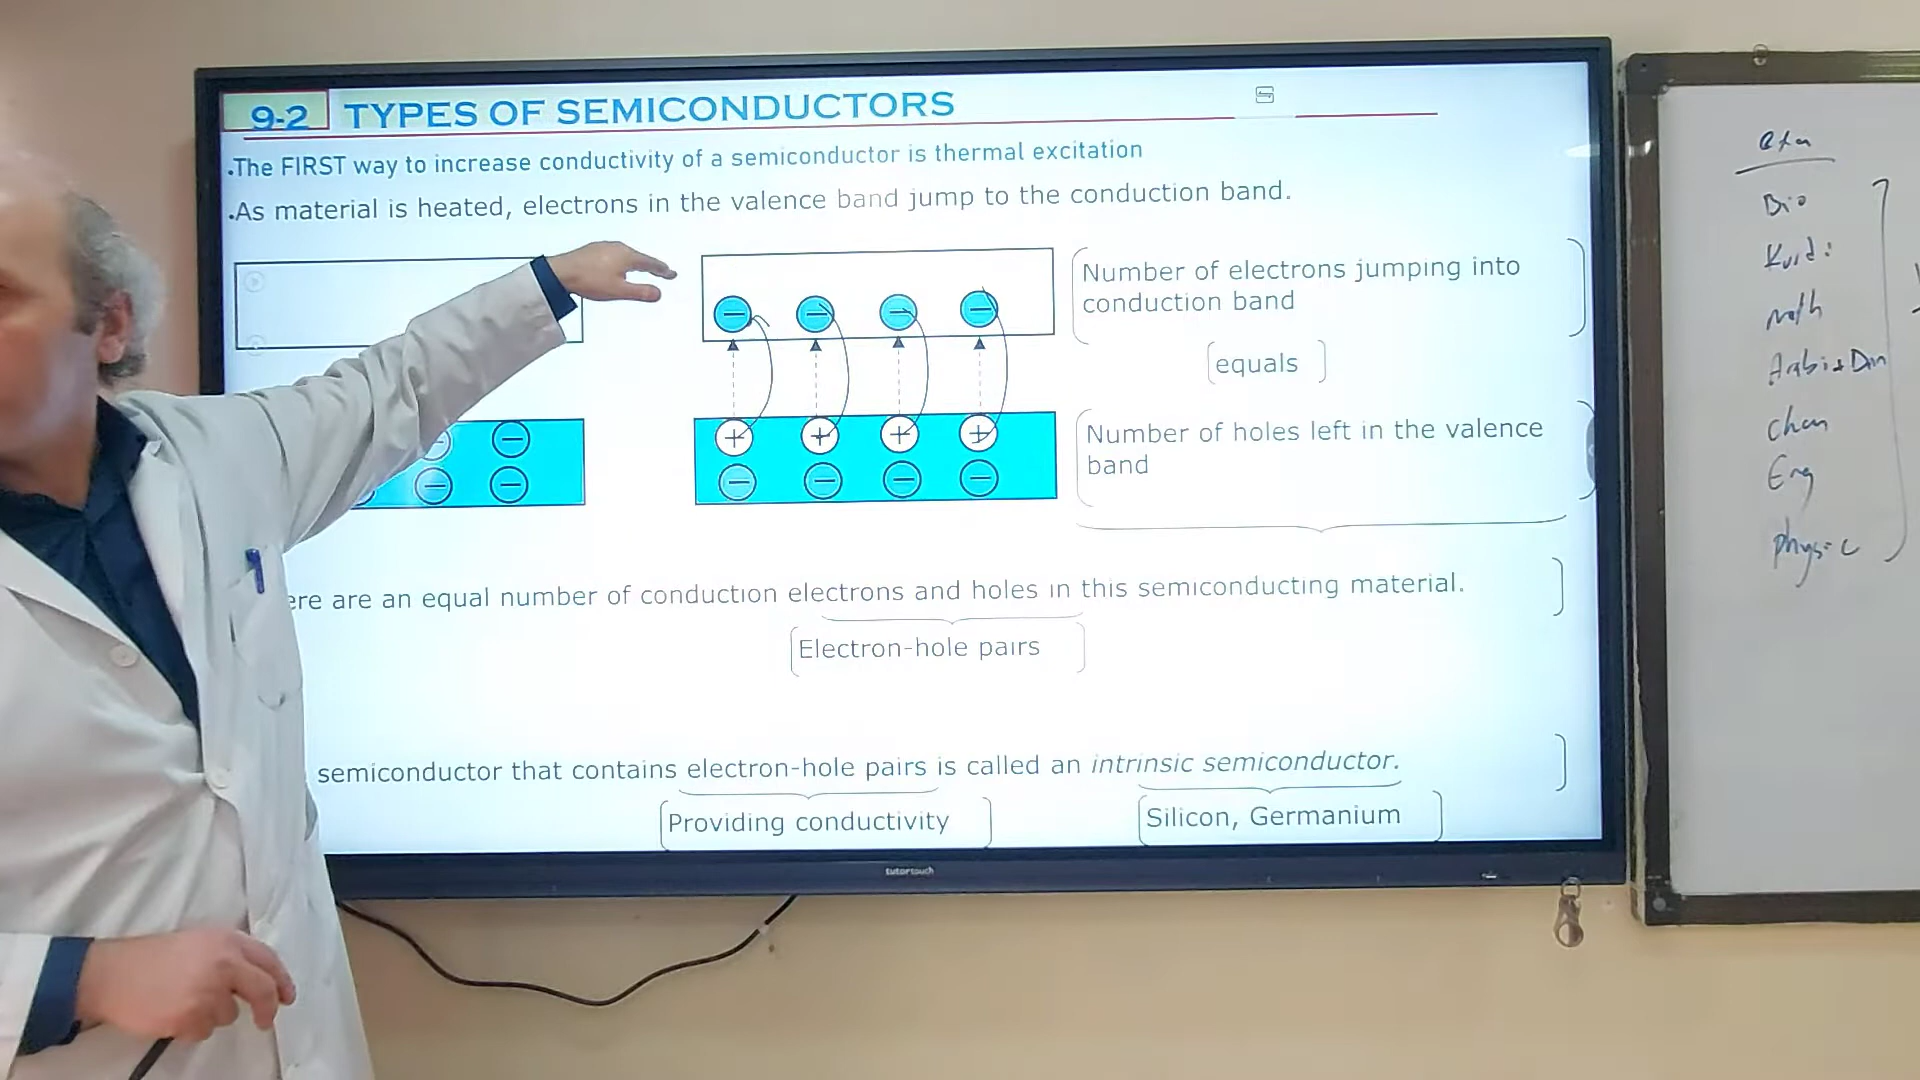 9-2 TYPES OF SEMICONDUCTORS
.The FIRST way to increase conductivity of a semiconductor is thermal excitation
.As material is heated, electrons in the valence band jump to the conduction band.
Number of electrons jumping into
conduction band
equals
Number of holes left in the valence
band
ere are an equal number of conduction electrons and holes in this semiconducting material.
Electron-hole pairs
semiconductor that contains electron-hole pairs is called an intrinsic semiconductor.
Providing conductivity
Silicon, Germanium
tutortouch
Bio
Kurd:
math
Eng